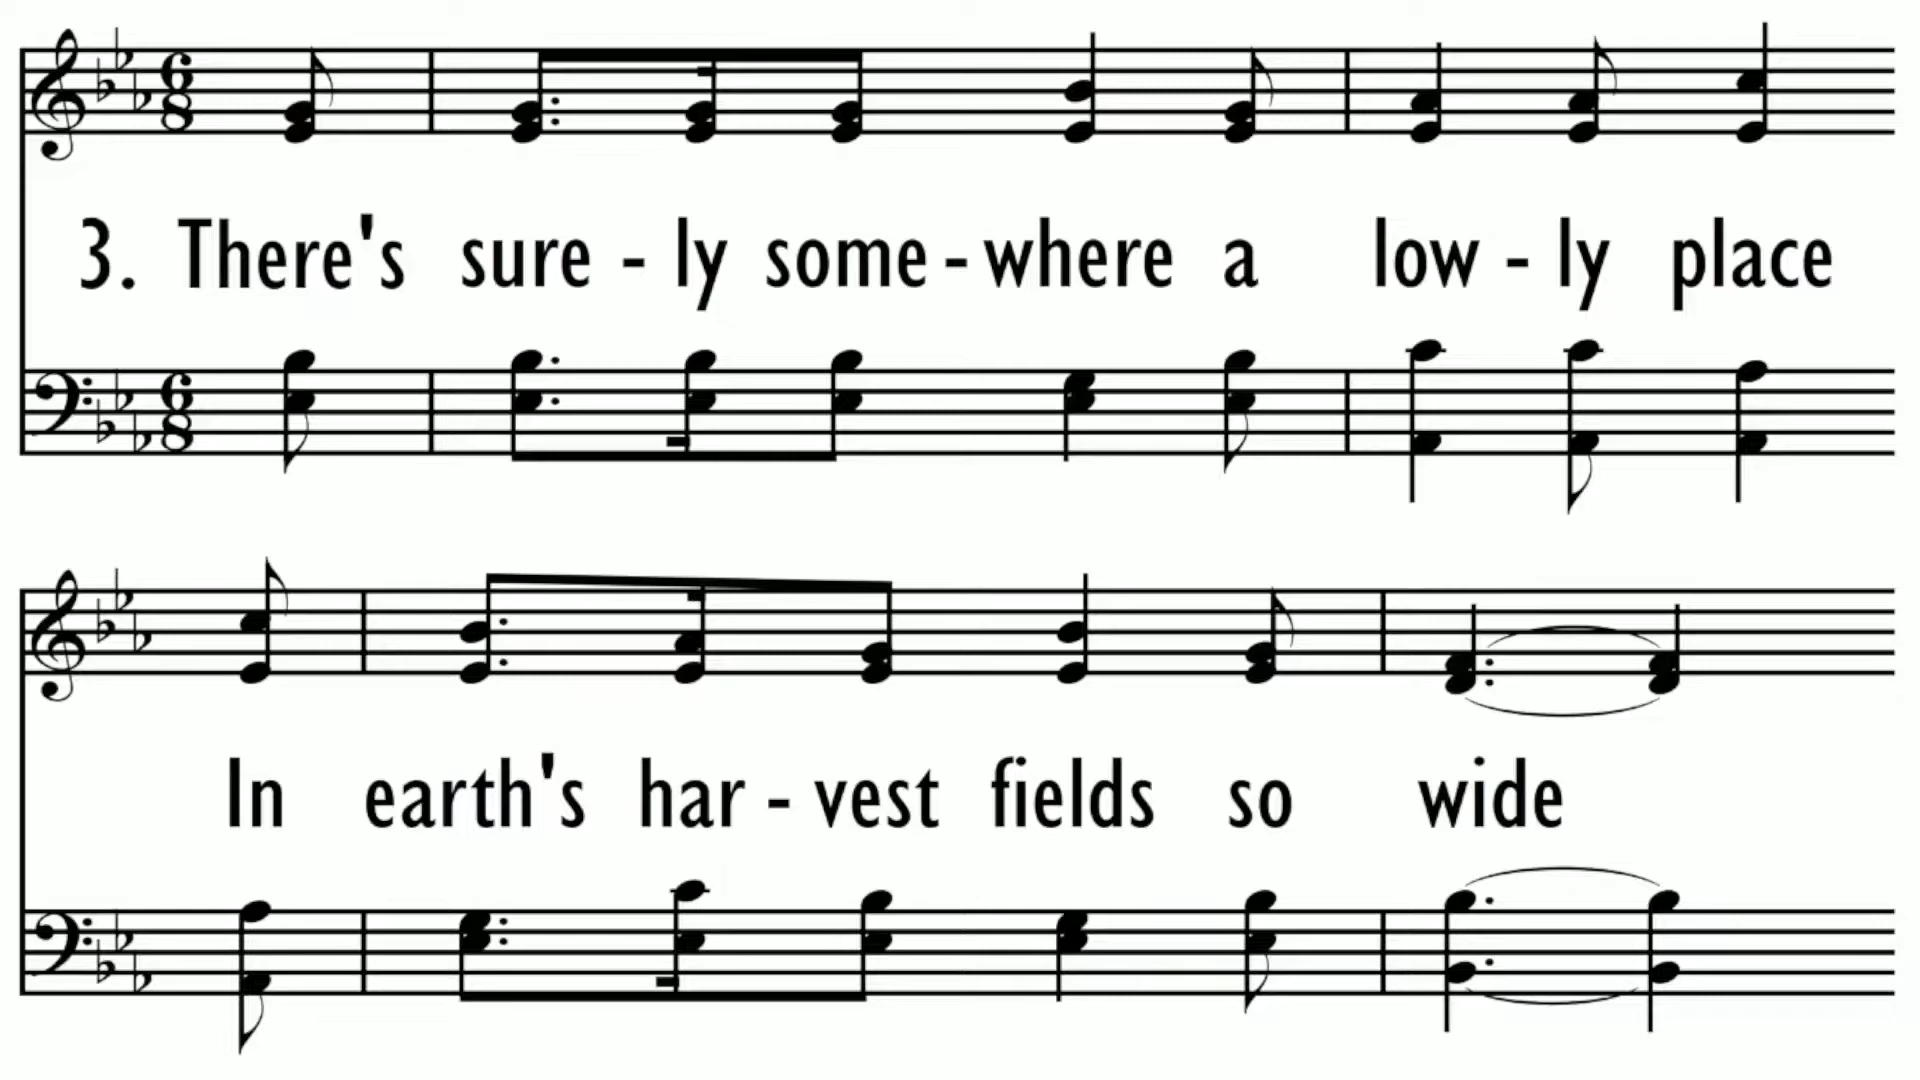 3. There's sure - ly some - where a low - ly place
In earth's har - vest fields so wide